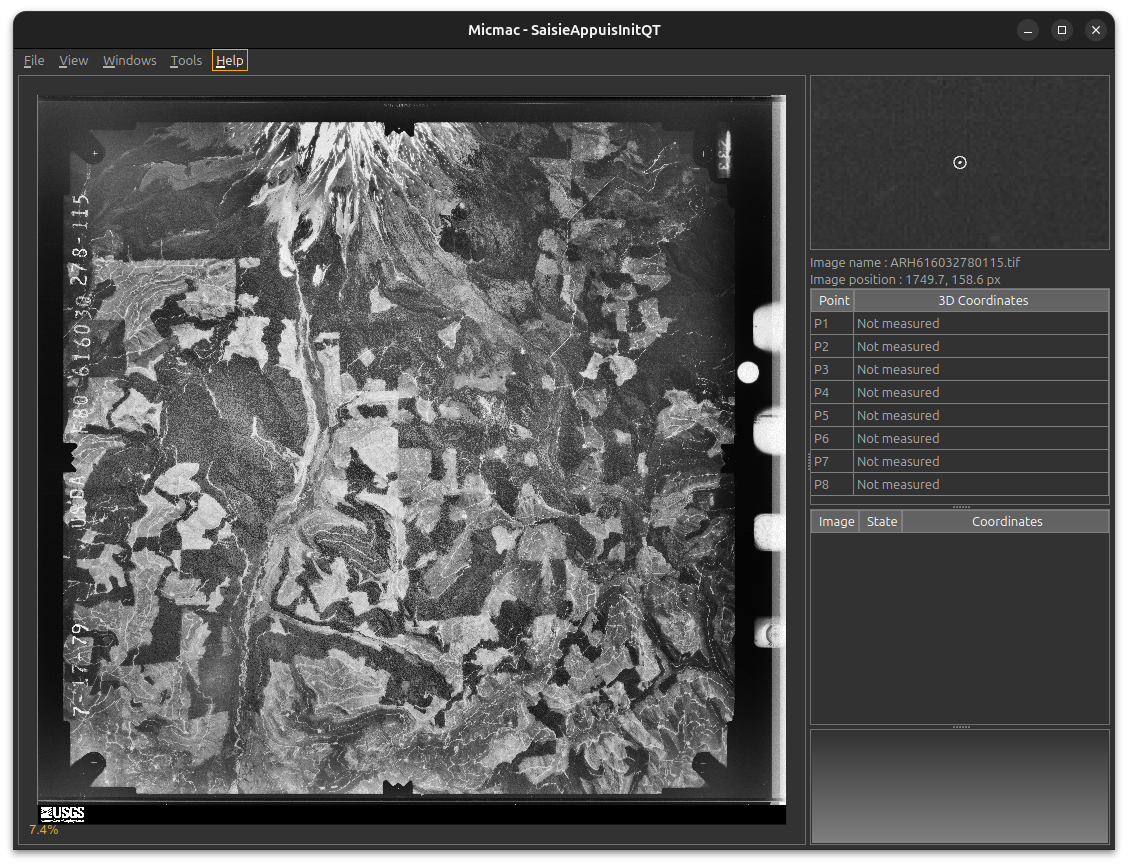 Micmac - SaisieAppuisInitQT
File View Windows Tools Help
278-115
USDA F80 616030
7-17-79
USGS
7.4%
Image name : ARH616032780115.tif
Image position : 1749.7, 158.6 px
Point 3D Coordinates
P1 Not measured
P2 Not measured
P3 Not measured
P4 Not measured
P5 Not measured
P6 Not measured
P7 Not measured
P8 Not measured
Image State Coordinates